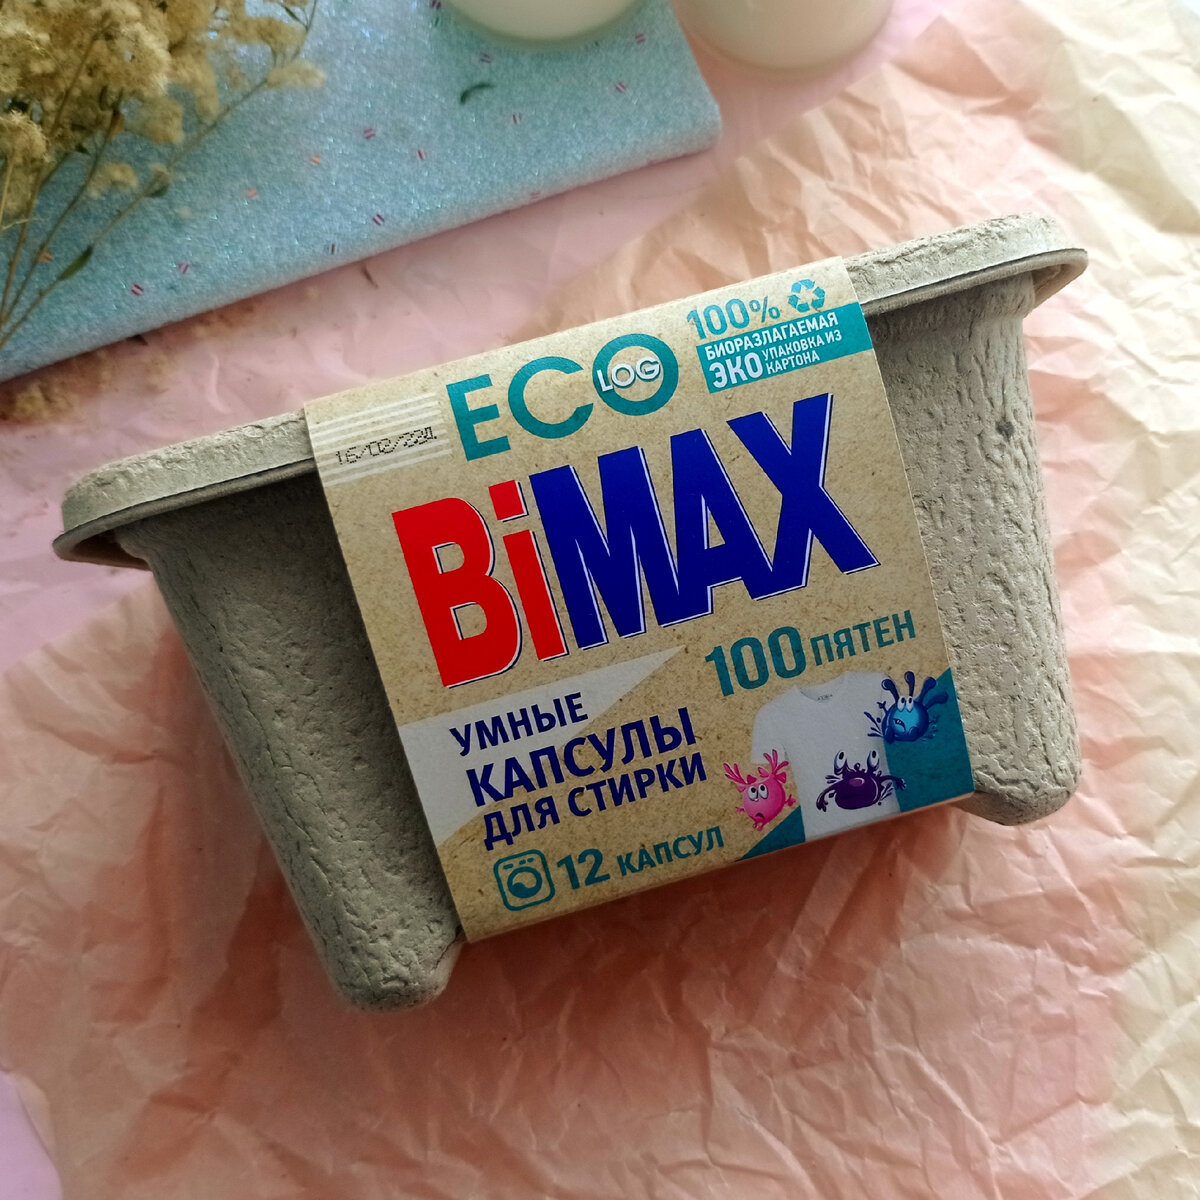 16/02/22Д
ECO
LOG
100%
БИОРАЗЛАГАЕМАЯ
ЭКО УПАКОВКА ИЗ
КАРТОНА
BiMAX
100 ПЯТЕН
УМНЫЕ
КАПСУЛЫ
ДЛЯ СТИРКИ
12 КАПСУЛ